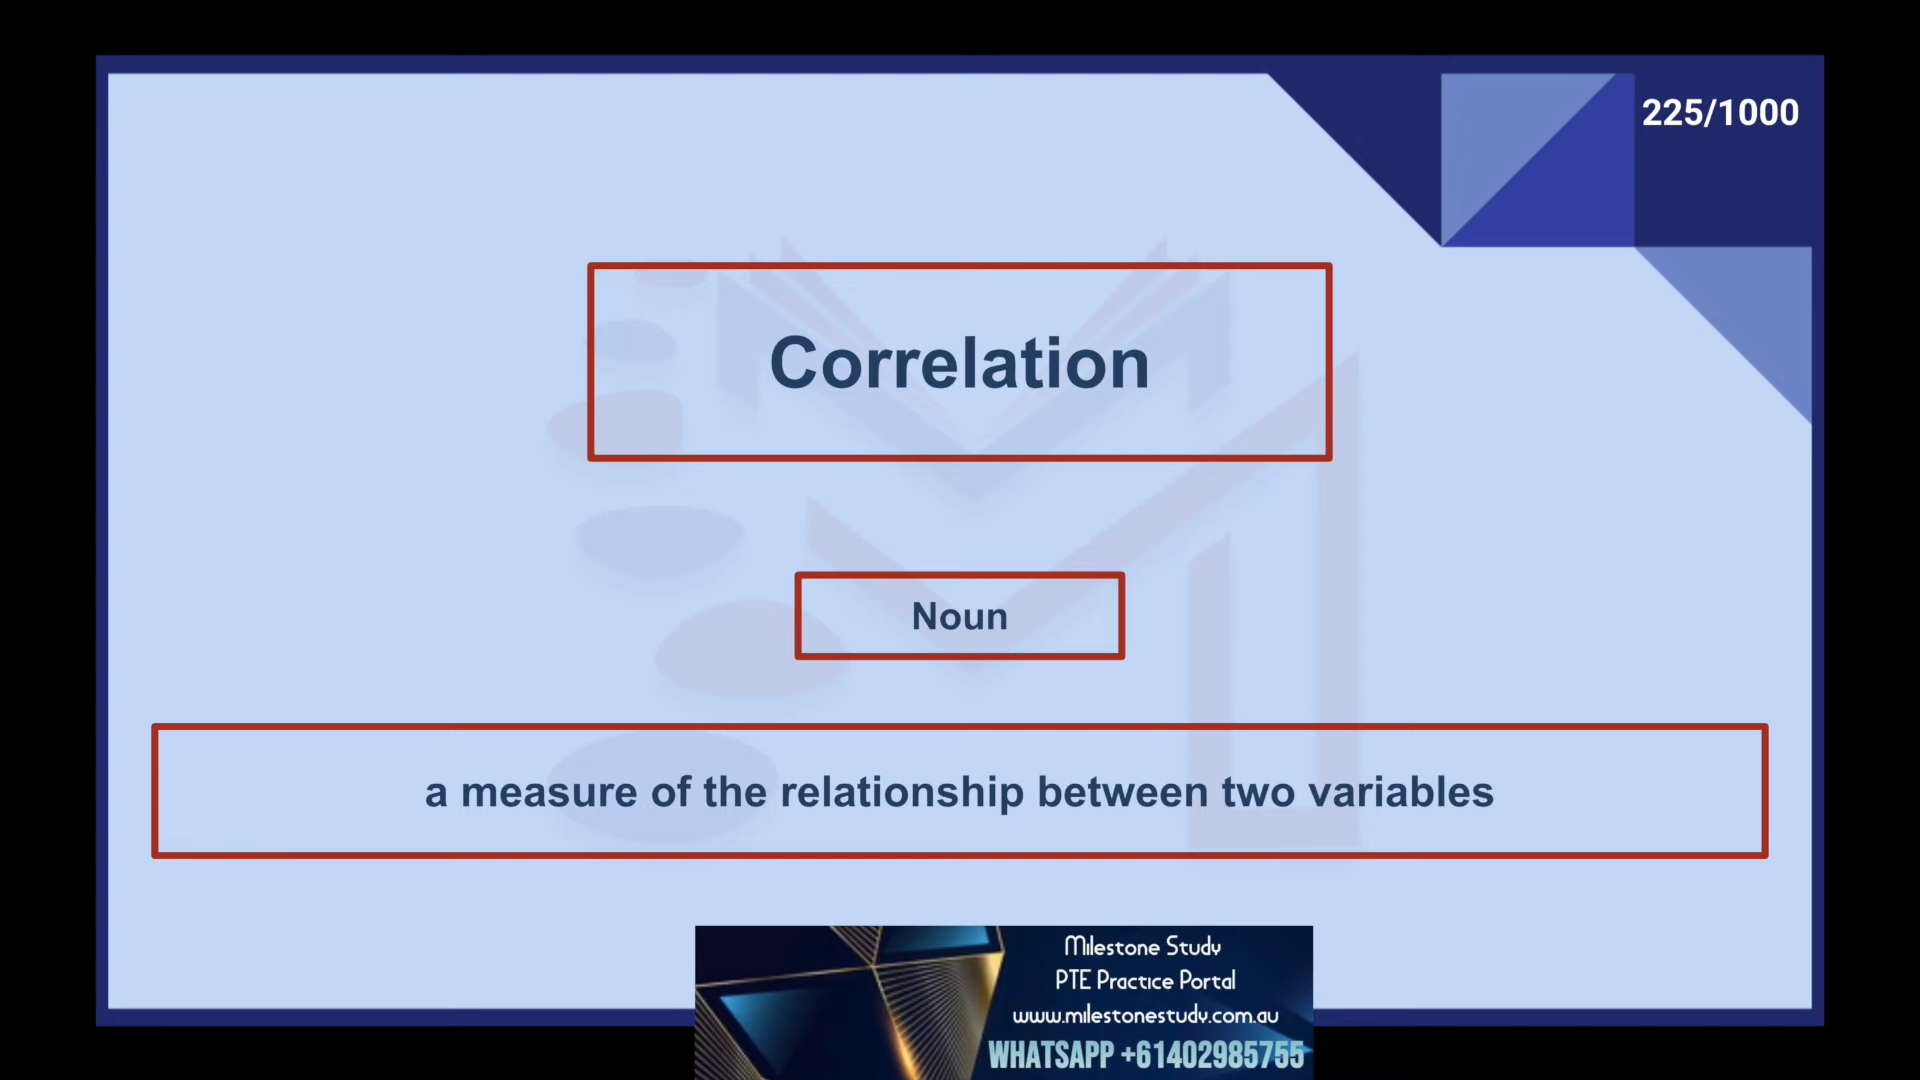 225/1000
Correlation
Noun
a measure of the relationship between two variables
Milestone Study
PTE Practice Portal
www.milestonestudy.com.au
WHATSAPP +61402985755